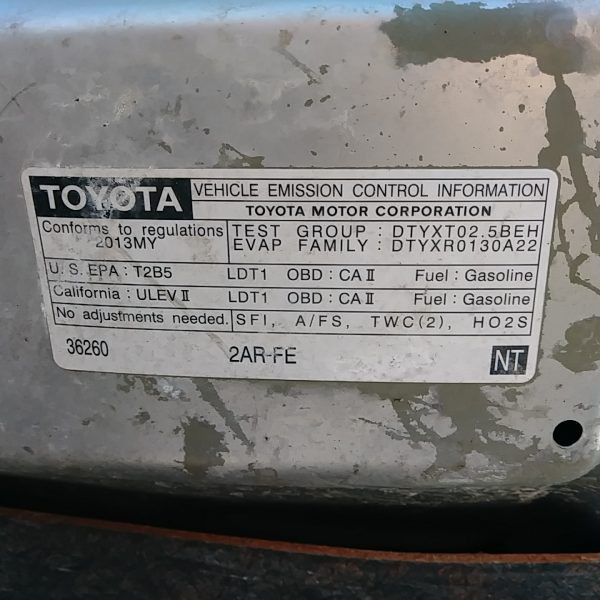 TOYOTA VEHICLE EMISSION CONTROL INFORMATION
TOYOTA MOTOR CORPORATION
Conforms to regulations TEST GROUP : DTYXT02.5BEH
2013MY EVAP FAMILY : DTYXR0130A22
U.S. EPA : T2B5 LDT1 OBD : CA II Fuel : Gasoline
California : ULEV II LDT1 OBD : CA II Fuel : Gasoline
No adjustments needed. SFI, A/FS, TWC(2), HO2S
36260 2AR-FE NT